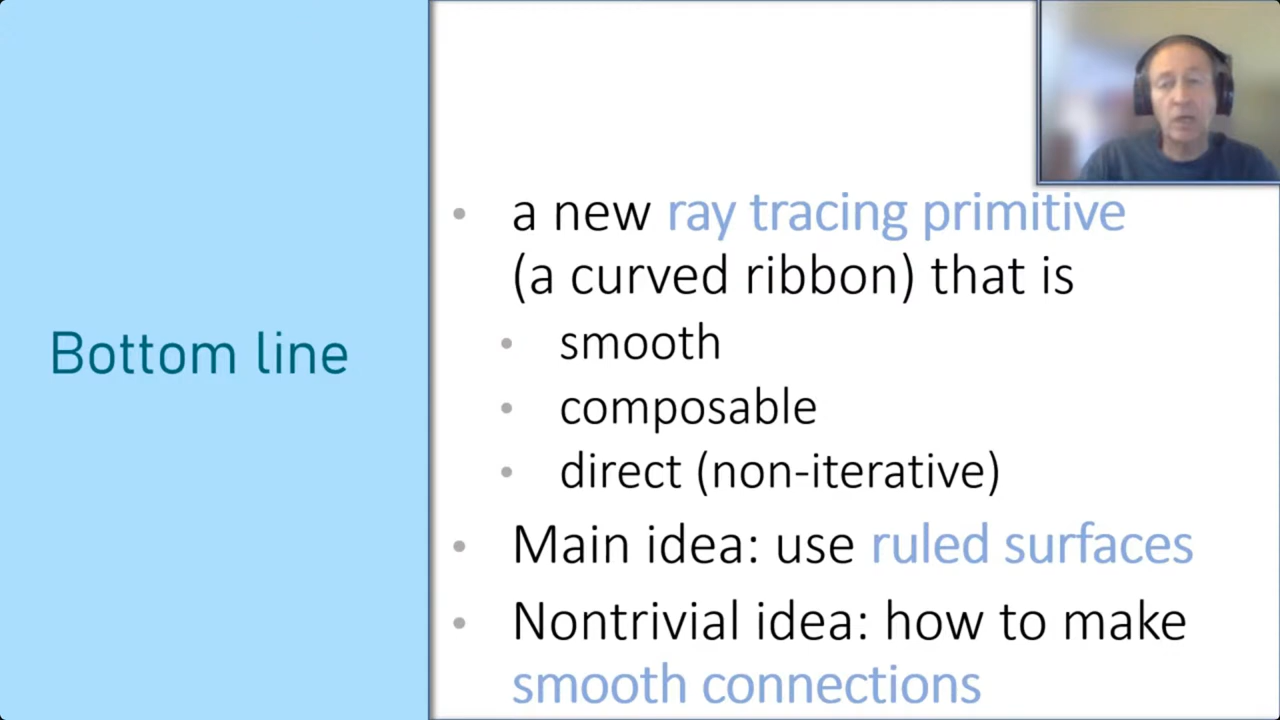 Bottom line
• a new ray tracing primitive
(a curved ribbon) that is
• smooth
• composable
• direct (non-iterative)
• Main idea: use ruled surfaces
• Nontrivial idea: how to make
smooth connections